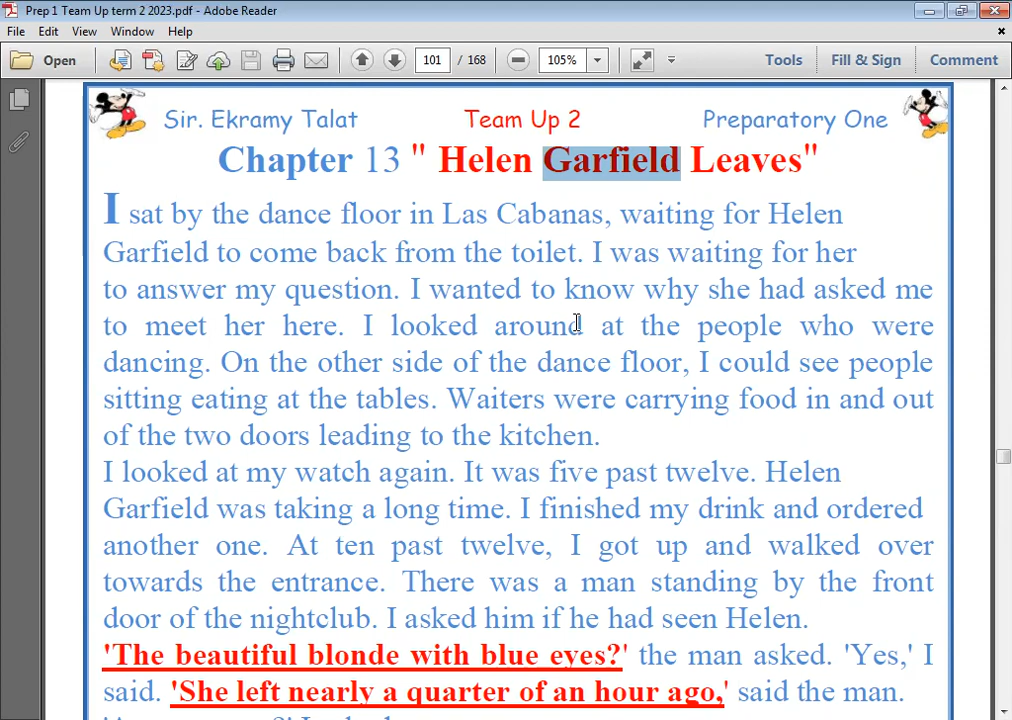 Prep 1 Team Up term 2 2023.pdf - Adobe Reader
File Edit View Window Help
Open 101 / 168 105% Tools Fill & Sign Comment
Sir. Ekramy Talat Team Up 2 Preparatory One
Chapter 13 " Helen Garfield Leaves"
I sat by the dance floor in Las Cabanas, waiting for Helen
Garfield to come back from the toilet. I was waiting for her
to answer my question. I wanted to know why she had asked me
to meet her here. I looked around at the people who were
dancing. On the other side of the dance floor, I could see people
sitting eating at the tables. Waiters were carrying food in and out
of the two doors leading to the kitchen.
I looked at my watch again. It was five past twelve. Helen
Garfield was taking a long time. I finished my drink and ordered
another one. At ten past twelve, I got up and walked over
towards the entrance. There was a man standing by the front
door of the nightclub. I asked him if he had seen Helen.
'The beautiful blonde with blue eyes?' the man asked. 'Yes,' I
said. 'She left nearly a quarter of an hour ago,' said the man.